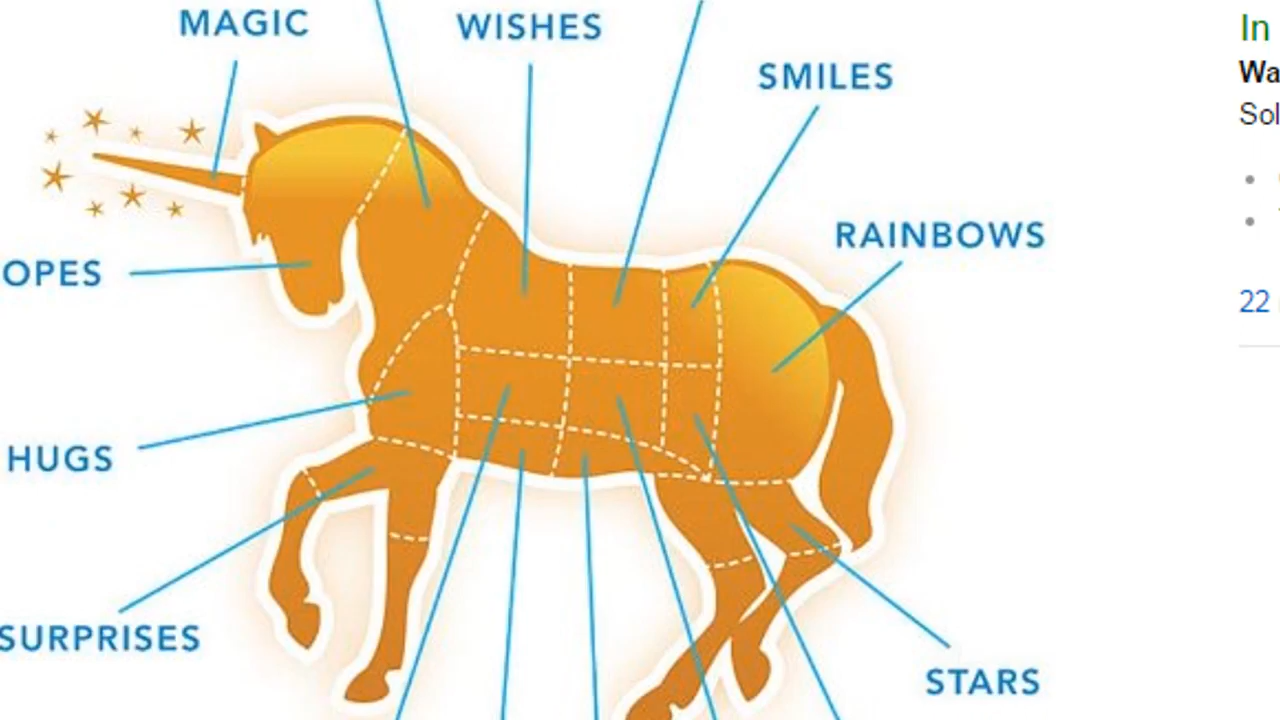 MAGIC
WISHES
SMILES
RAINBOWS
OPES
HUGS
SURPRISES
STARS
In
Wa
Sol
22